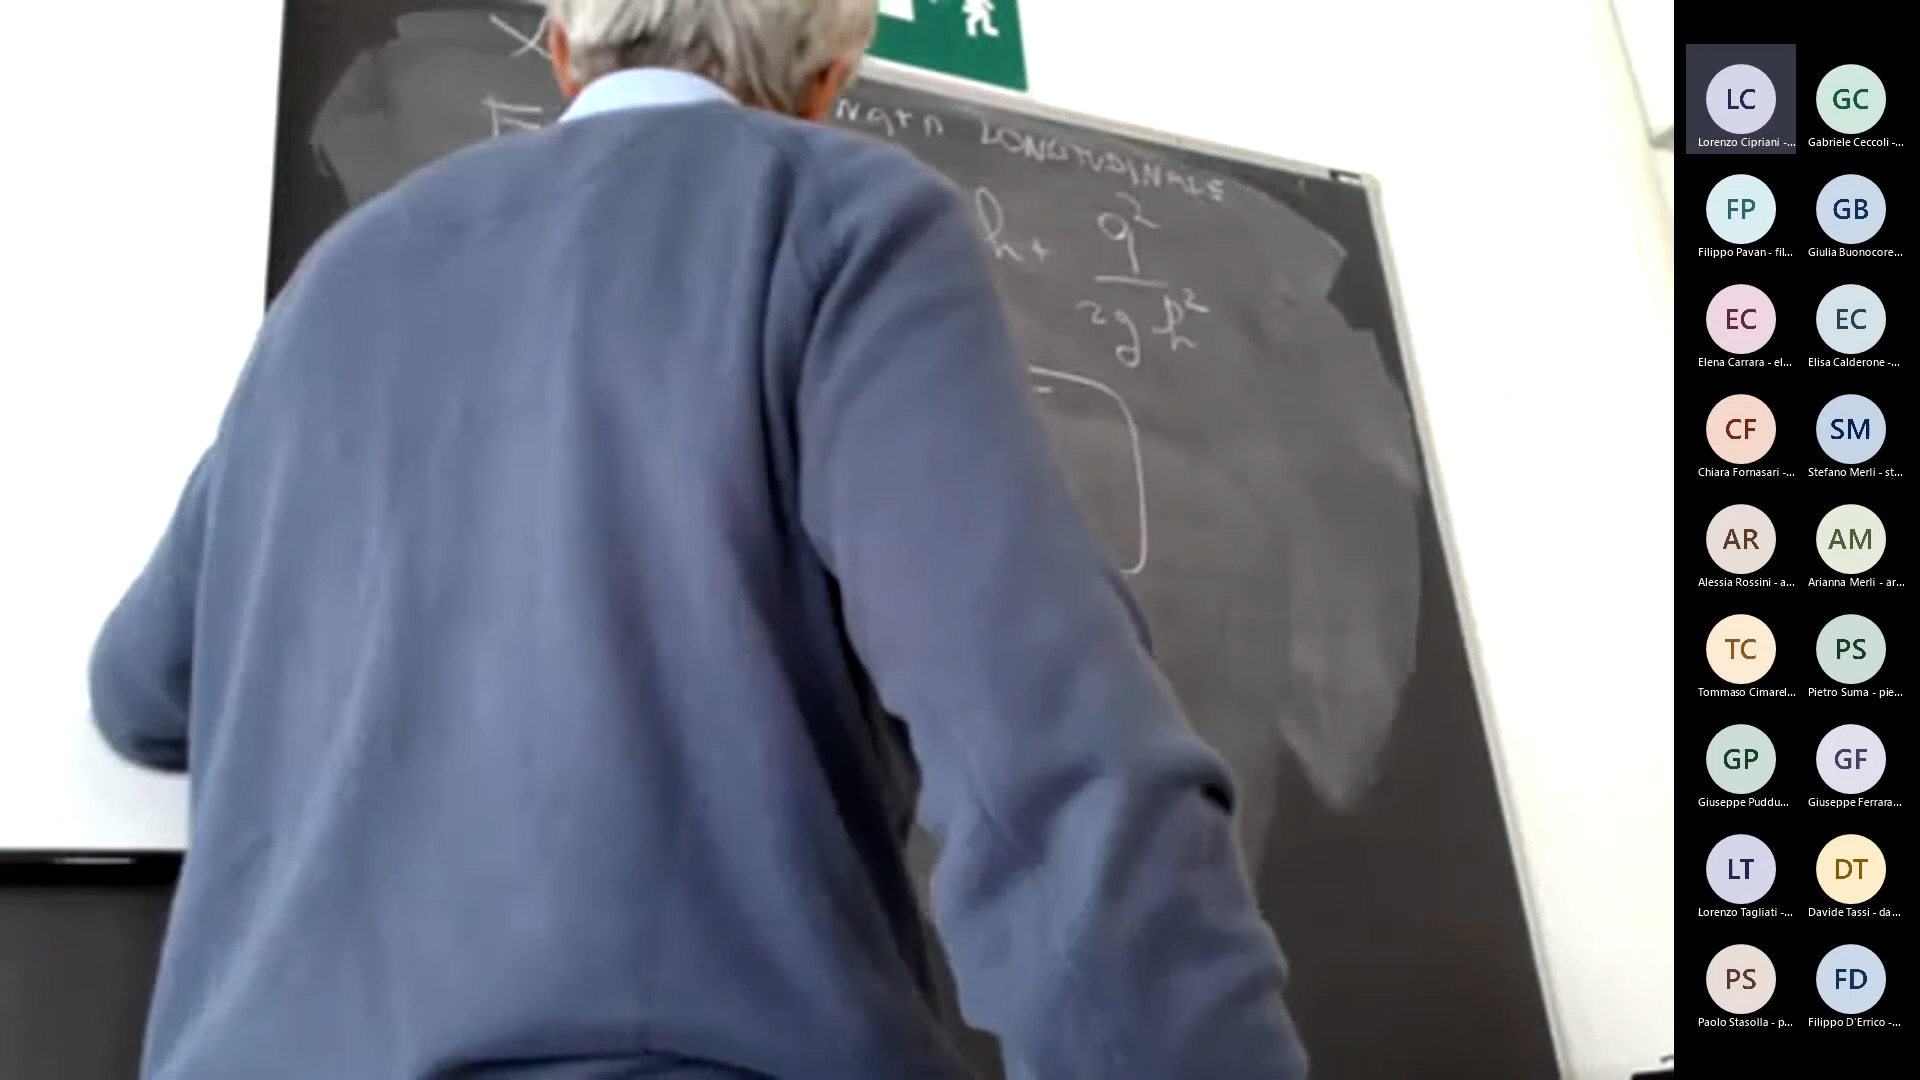 LONGITUDINALE
h + q²
2g h²
LC
Lorenzo Cipriani -...
GC
Gabriele Ceccoli -...
FP
Filippo Pavan - fil...
GB
Giulia Buonocore...
EC
Elena Carrara - el...
EC
Elisa Calderone -...
CF
Chiara Fornasari -...
SM
Stefano Merli - st...
AR
Alessia Rossini - a...
AM
Arianna Merli - ar...
TC
Tommaso Cimarel...
PS
Pietro Suma - pie...
GP
Giuseppe Puddu...
GF
Giuseppe Ferrara...
LT
Lorenzo Tagliati -...
DT
Davide Tassi - da...
PS
Paolo Stasolla - p...
FD
Filippo D'Errico -...